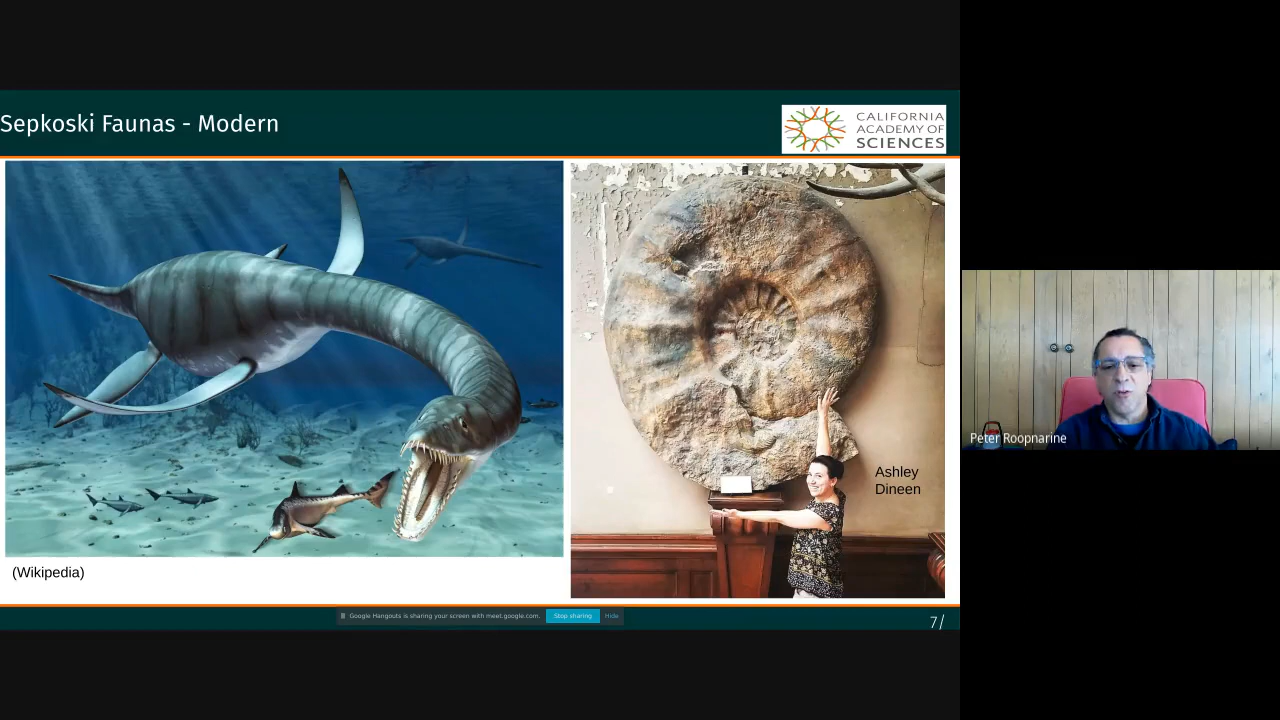 Sepkoski Faunas - Modern
CALIFORNIA
ACADEMY OF
SCIENCES
Ashley
Dineen
(Wikipedia)
Google Hangouts is sharing your screen with meet.google.com.
Stop sharing
Hide
7/
Peter Roopnarine